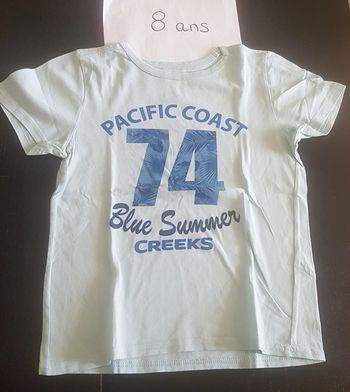 8 ans
PACIFIC COAST
74
Blue Summer
CREEKS